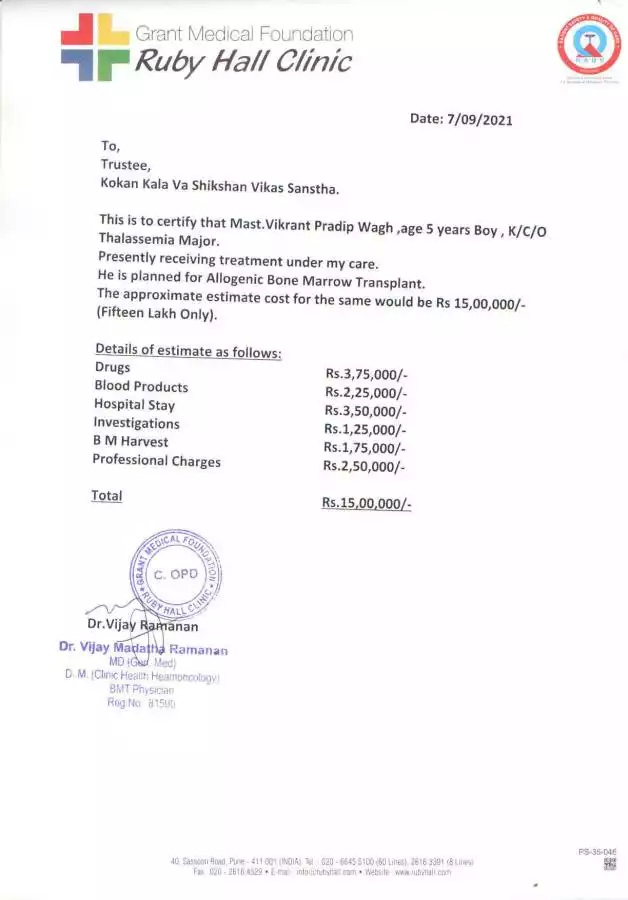 Grant Medical Foundation
Ruby Hall Clinic
Date: 7/09/2021
To,
Trustee,
Kokan Kala Va Shikshan Vikas Sanstha.
This is to certify that Mast.Vikrant Pradip Wagh ,age 5 years Boy , K/C/O
Thalassemia Major.
Presently receiving treatment under my care.
He is planned for Allogenic Bone Marrow Transplant.
The approximate estimate cost for the same would be Rs 15,00,000/-
(Fifteen Lakh Only).
Details of estimate as follows:
Drugs Rs.3,75,000/-
Blood Products Rs.2,25,000/-
Hospital Stay Rs.3,50,000/-
Investigations Rs.1,25,000/-
B M Harvest Rs.1,75,000/-
Professional Charges Rs.2,50,000/-
Total Rs.15,00,000/-
GRANT MEDICAL FOUNDATION
C. OPD
RUBY HALL CLINIC
Dr.Vijay Ramanan
Dr. Vijay Madatha Ramanan
MD (Gen. Med)
D. M. (Clinic Health Heamoncology)
BMT Physician
Reg.No. 81500
PS-35-046
40, Sassoon Road, Pune - 411 001 (INDIA) Tel. : 020 - 6645 5100 (60 Lines), 2616 3391 (8 Lines)
Fax : 020 - 2616 4529 • E-mail : info@rubyhall.com • Website : www.rubyhall.com